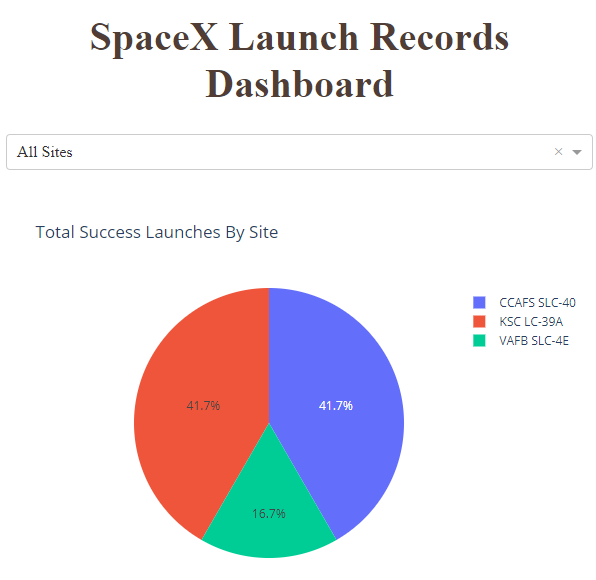 SpaceX Launch Records
Dashboard
All Sites ×
Total Success Launches By Site
CCAFS SLC-40
KSC LC-39A
VAFB SLC-4E
41.7%
41.7%
16.7%